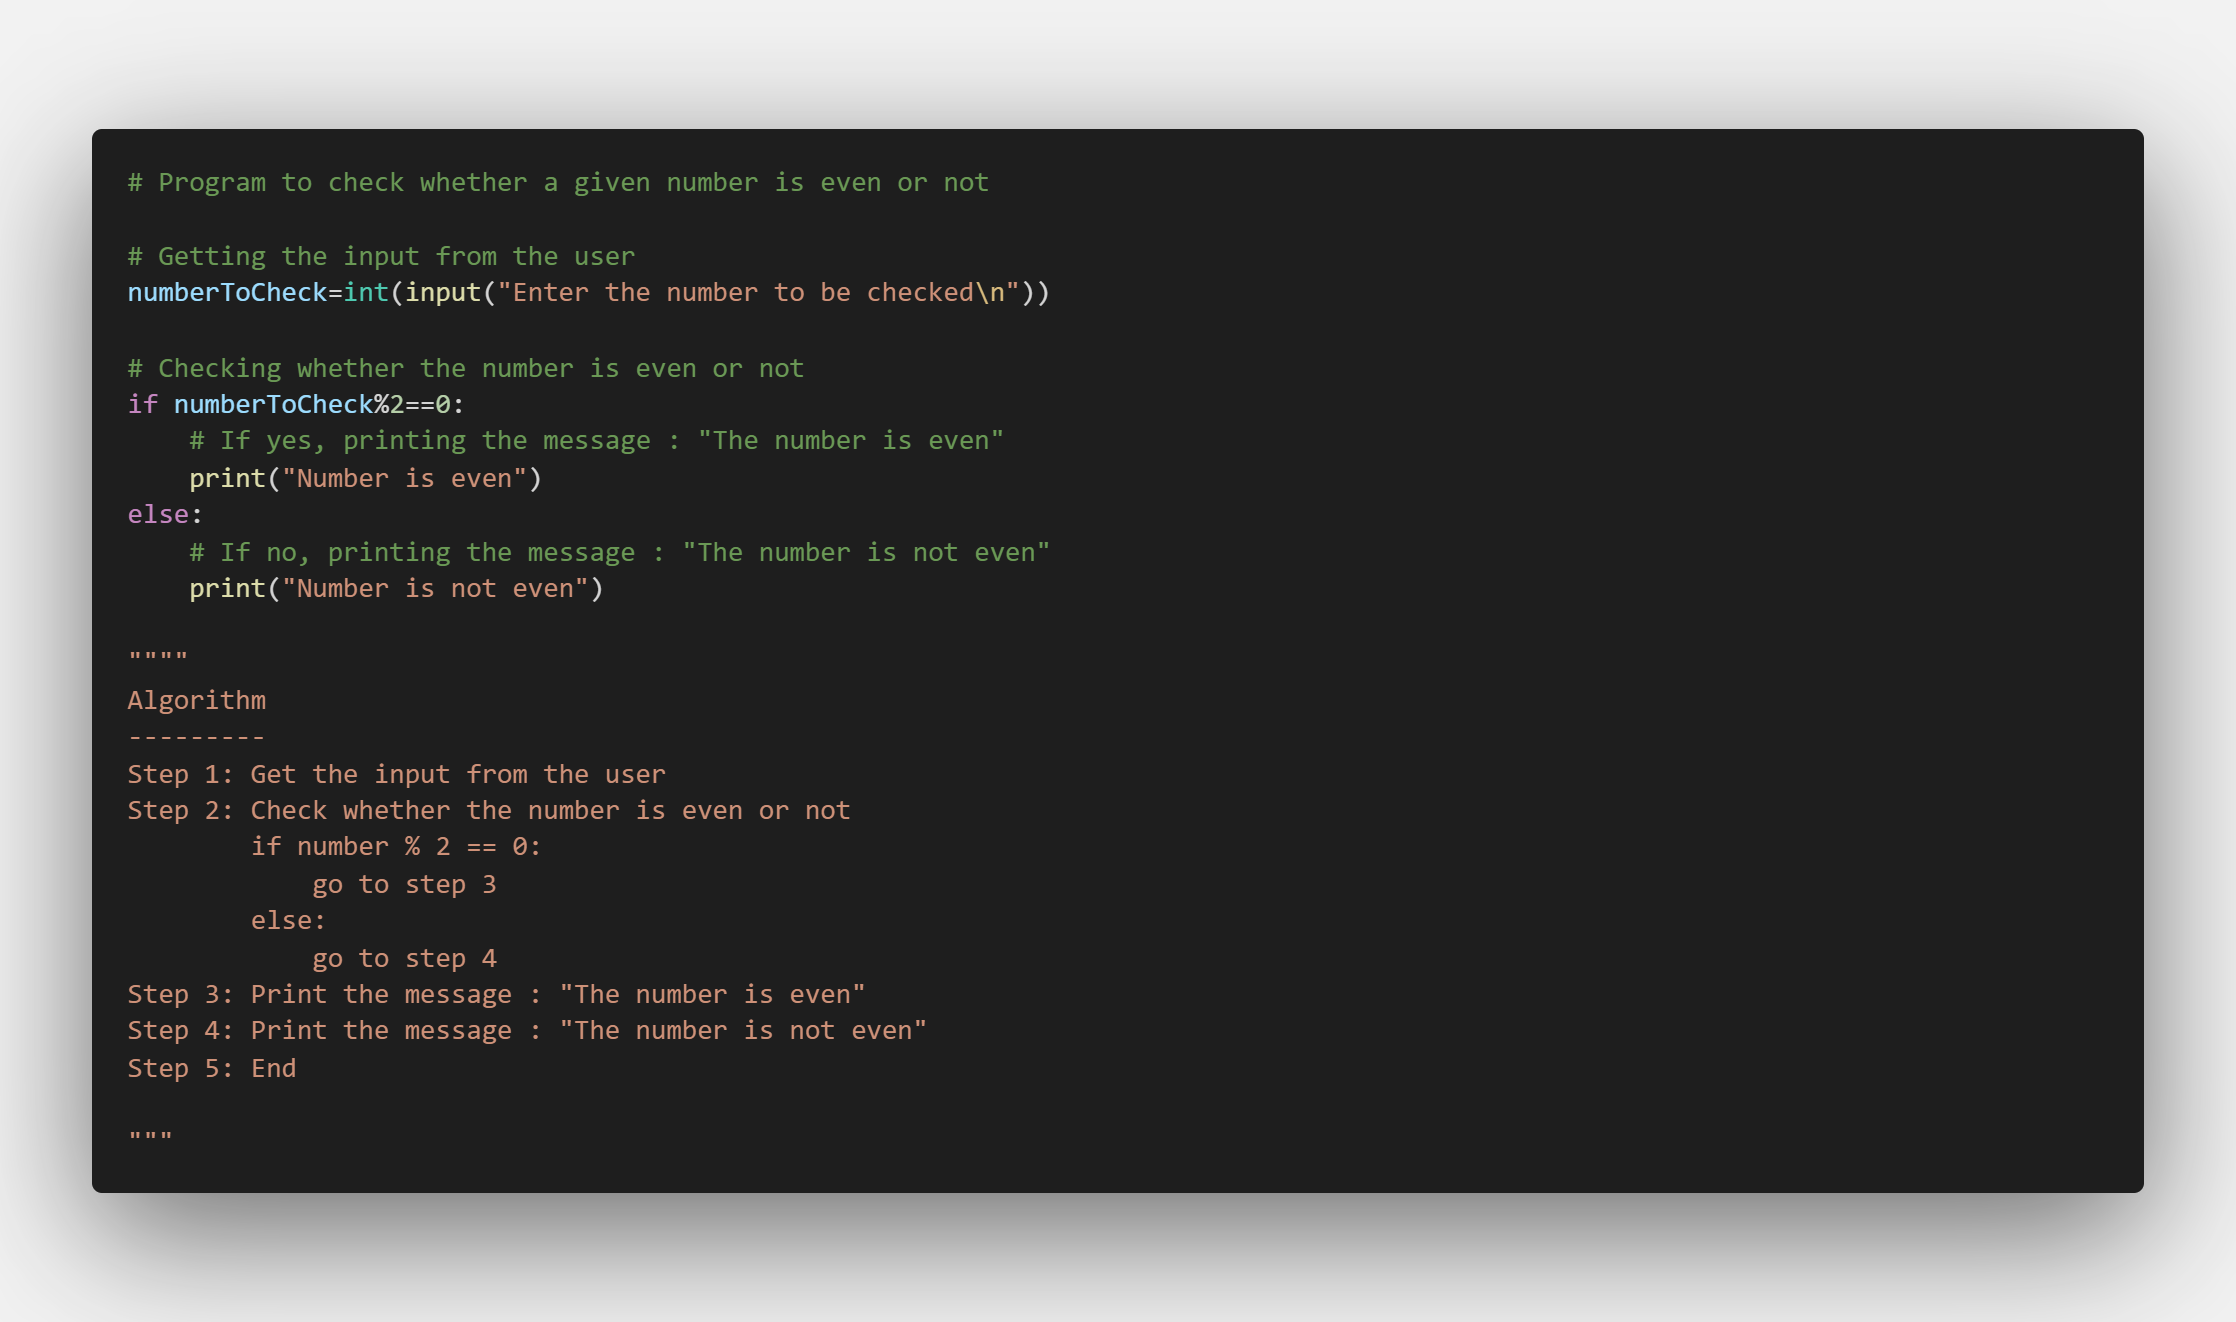 # Program to check whether a given number is even or not

# Getting the input from the user
numberToCheck=int(input("Enter the number to be checked\n"))

# Checking whether the number is even or not
if numberToCheck%2==0:
    # If yes, printing the message : "The number is even"
    print("Number is even")
else:
    # If no, printing the message : "The number is not even"
    print("Number is not even")

""""
Algorithm
---------
Step 1: Get the input from the user
Step 2: Check whether the number is even or not
        if number % 2 == 0:
            go to step 3
        else:
            go to step 4
Step 3: Print the message : "The number is even"
Step 4: Print the message : "The number is not even"
Step 5: End

"""